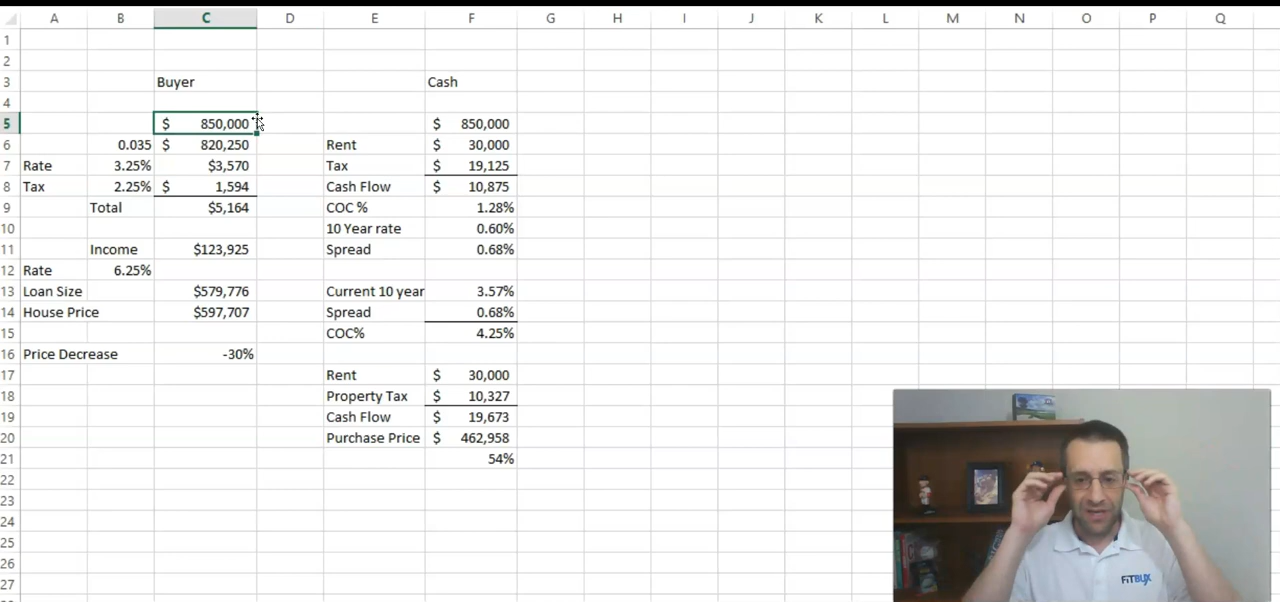 A B C D E F G H I J K L M N O P Q
1
2
3 Buyer Cash
4
5 $ 850,000 $ 850,000
6 0.035 $ 820,250 Rent $ 30,000
7 Rate 3.25% $3,570 Tax $ 19,125
8 Tax 2.25% $ 1,594 Cash Flow $ 10,875
9 Total $5,164 COC % 1.28%
10 10 Year rate 0.60%
11 Income $123,925 Spread 0.68%
12 Rate 6.25%
13 Loan Size $579,776 Current 10 year 3.57%
14 House Price $597,707 Spread 0.68%
15 COC% 4.25%
16 Price Decrease -30%
17 Rent $ 30,000
18 Property Tax $ 10,327
19 Cash Flow $ 19,673
20 Purchase Price $ 462,958
21 54%
22
23
24
25
26
27
FITBUX